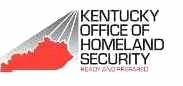 KENTUCKY
OFFICE OF
HOMELAND
SECURITY
READY AND PREPARED